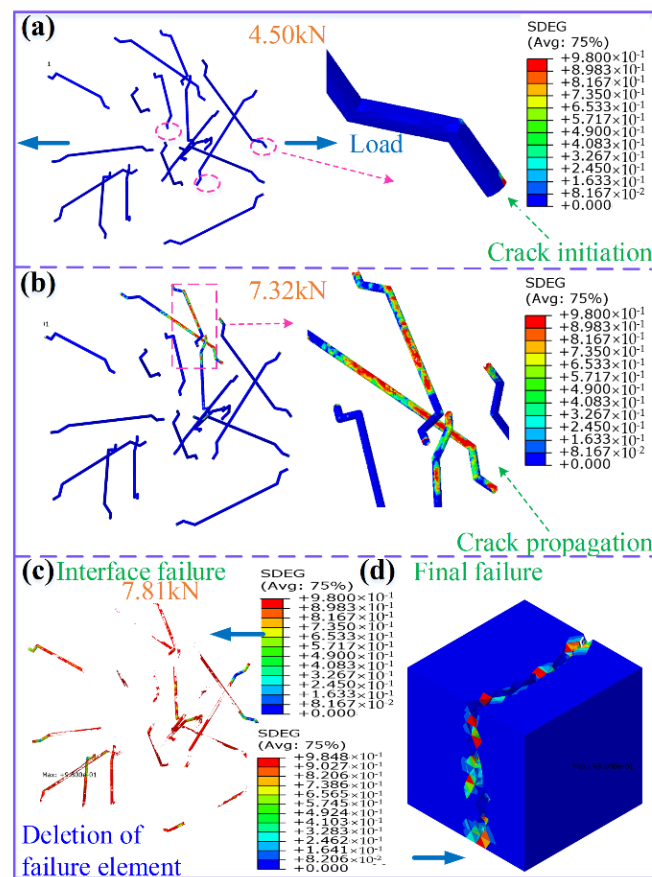 (a)
4.50kN
Load
SDEG
(Avg: 75%)
+9.800×10⁻¹
+8.983×10⁻¹
+8.167×10⁻¹
+7.350×10⁻¹
+6.533×10⁻¹
+5.717×10⁻¹
+4.900×10⁻¹
+4.083×10⁻¹
+3.267×10⁻¹
+2.450×10⁻¹
+1.633×10⁻¹
+8.167×10⁻²
+0.000
Crack initiation
(b)
7.32kN
SDEG
(Avg: 75%)
+9.800×10⁻¹
+8.983×10⁻¹
+8.167×10⁻¹
+7.350×10⁻¹
+6.533×10⁻¹
+5.717×10⁻¹
+4.900×10⁻¹
+4.083×10⁻¹
+3.267×10⁻¹
+2.450×10⁻¹
+1.633×10⁻¹
+8.167×10⁻²
+0.000
Crack propagation
(c) Interface failure
7.81kN
SDEG
(Avg: 75%)
+9.800×10⁻¹
+8.983×10⁻¹
+8.167×10⁻¹
+7.350×10⁻¹
+6.533×10⁻¹
+5.717×10⁻¹
+4.900×10⁻¹
+4.083×10⁻¹
+3.267×10⁻¹
+2.450×10⁻¹
+1.633×10⁻¹
+8.167×10⁻²
+0.000
SDEG
(Avg: 75%)
+9.848×10⁻¹
+9.027×10⁻¹
+8.206×10⁻¹
+7.386×10⁻¹
+6.565×10⁻¹
+5.745×10⁻¹
+4.924×10⁻¹
+4.103×10⁻¹
+3.283×10⁻¹
+2.462×10⁻¹
+1.641×10⁻¹
+8.206×10⁻²
+0.000
Max: +9.800e-01
Deletion of
failure element
(d)
Final failure